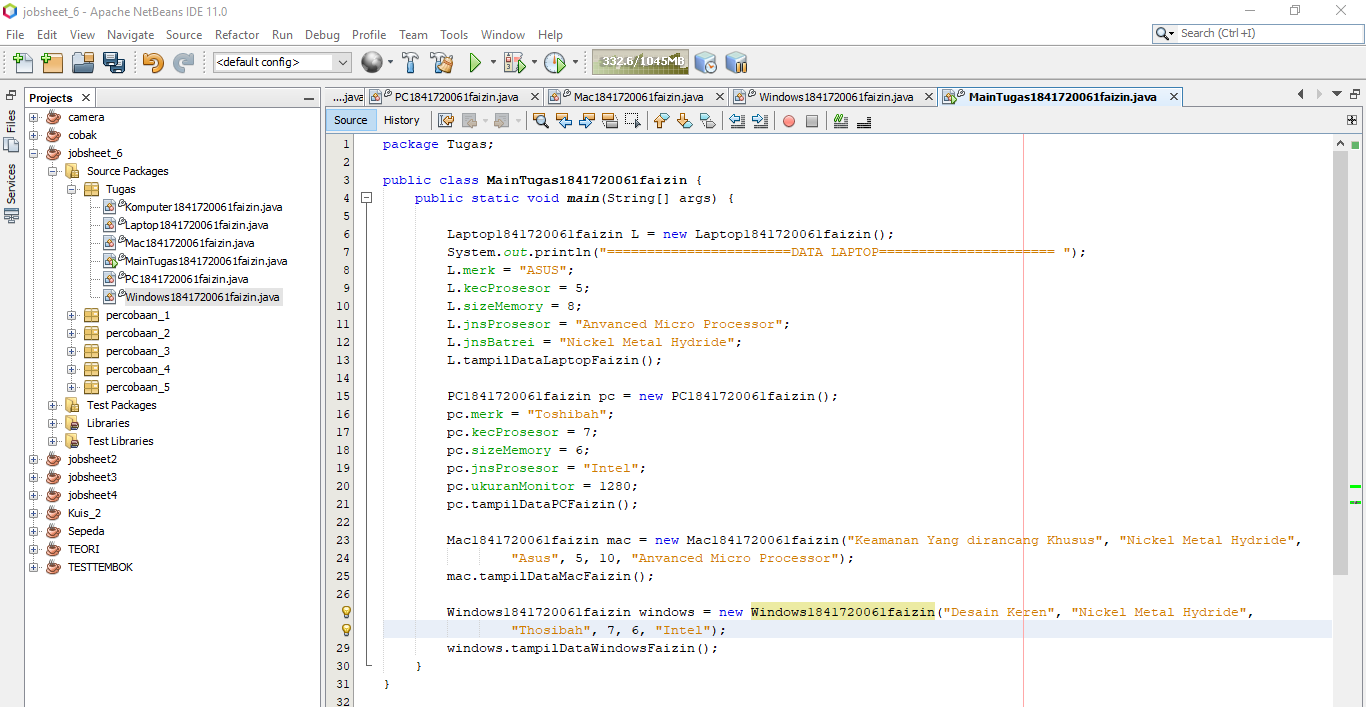 jobsheet_6 - Apache NetBeans IDE 11.0
File Edit View Navigate Source Refactor Run Debug Profile Team Tools Window Help
Search (Ctrl+I)
<default config>
332.6/1045MB
Projects
Files
Services
camera
cobak
jobsheet_6
Source Packages
Tugas
Komputer1841720061faizin.java
Laptop1841720061faizin.java
Mac1841720061faizin.java
MainTugas1841720061faizin.java
PC1841720061faizin.java
Windows1841720061faizin.java
percobaan_1
percobaan_2
percobaan_3
percobaan_4
percobaan_5
Test Packages
Libraries
Test Libraries
jobsheet2
jobsheet3
jobsheet4
Kuis_2
Sepeda
TEORI
TESTTEMBOK
....java PC1841720061faizin.java Mac1841720061faizin.java Windows1841720061faizin.java MainTugas1841720061faizin.java
Source History
1 package Tugas;
2
3 public class MainTugas1841720061faizin {
4 public static void main(String[] args) {
5
6 Laptop1841720061faizin L = new Laptop1841720061faizin();
7 System.out.println("=======================DATA LAPTOP====================== ");
8 L.merk = "ASUS";
9 L.kecProsesor = 5;
10 L.sizeMemory = 8;
11 L.jnsProsesor = "Anvanced Micro Processor";
12 L.jnsBatrei = "Nickel Metal Hydride";
13 L.tampilDataLaptopFaizin();
14
15 PC1841720061faizin pc = new PC1841720061faizin();
16 pc.merk = "Toshibah";
17 pc.kecProsesor = 7;
18 pc.sizeMemory = 6;
19 pc.jnsProsesor = "Intel";
20 pc.ukuranMonitor = 1280;
21 pc.tampilDataPCFaizin();
22
23 Mac1841720061faizin mac = new Mac1841720061faizin("Keamanan Yang dirancang Khusus", "Nickel Metal Hydride",
24 "Asus", 5, 10, "Anvanced Micro Processor");
25 mac.tampilDataMacFaizin();
26
Windows1841720061faizin windows = new Windows1841720061faizin("Desain Keren", "Nickel Metal Hydride",
"Thosibah", 7, 6, "Intel");
29 windows.tampilDataWindowsFaizin();
30 }
31 }
32